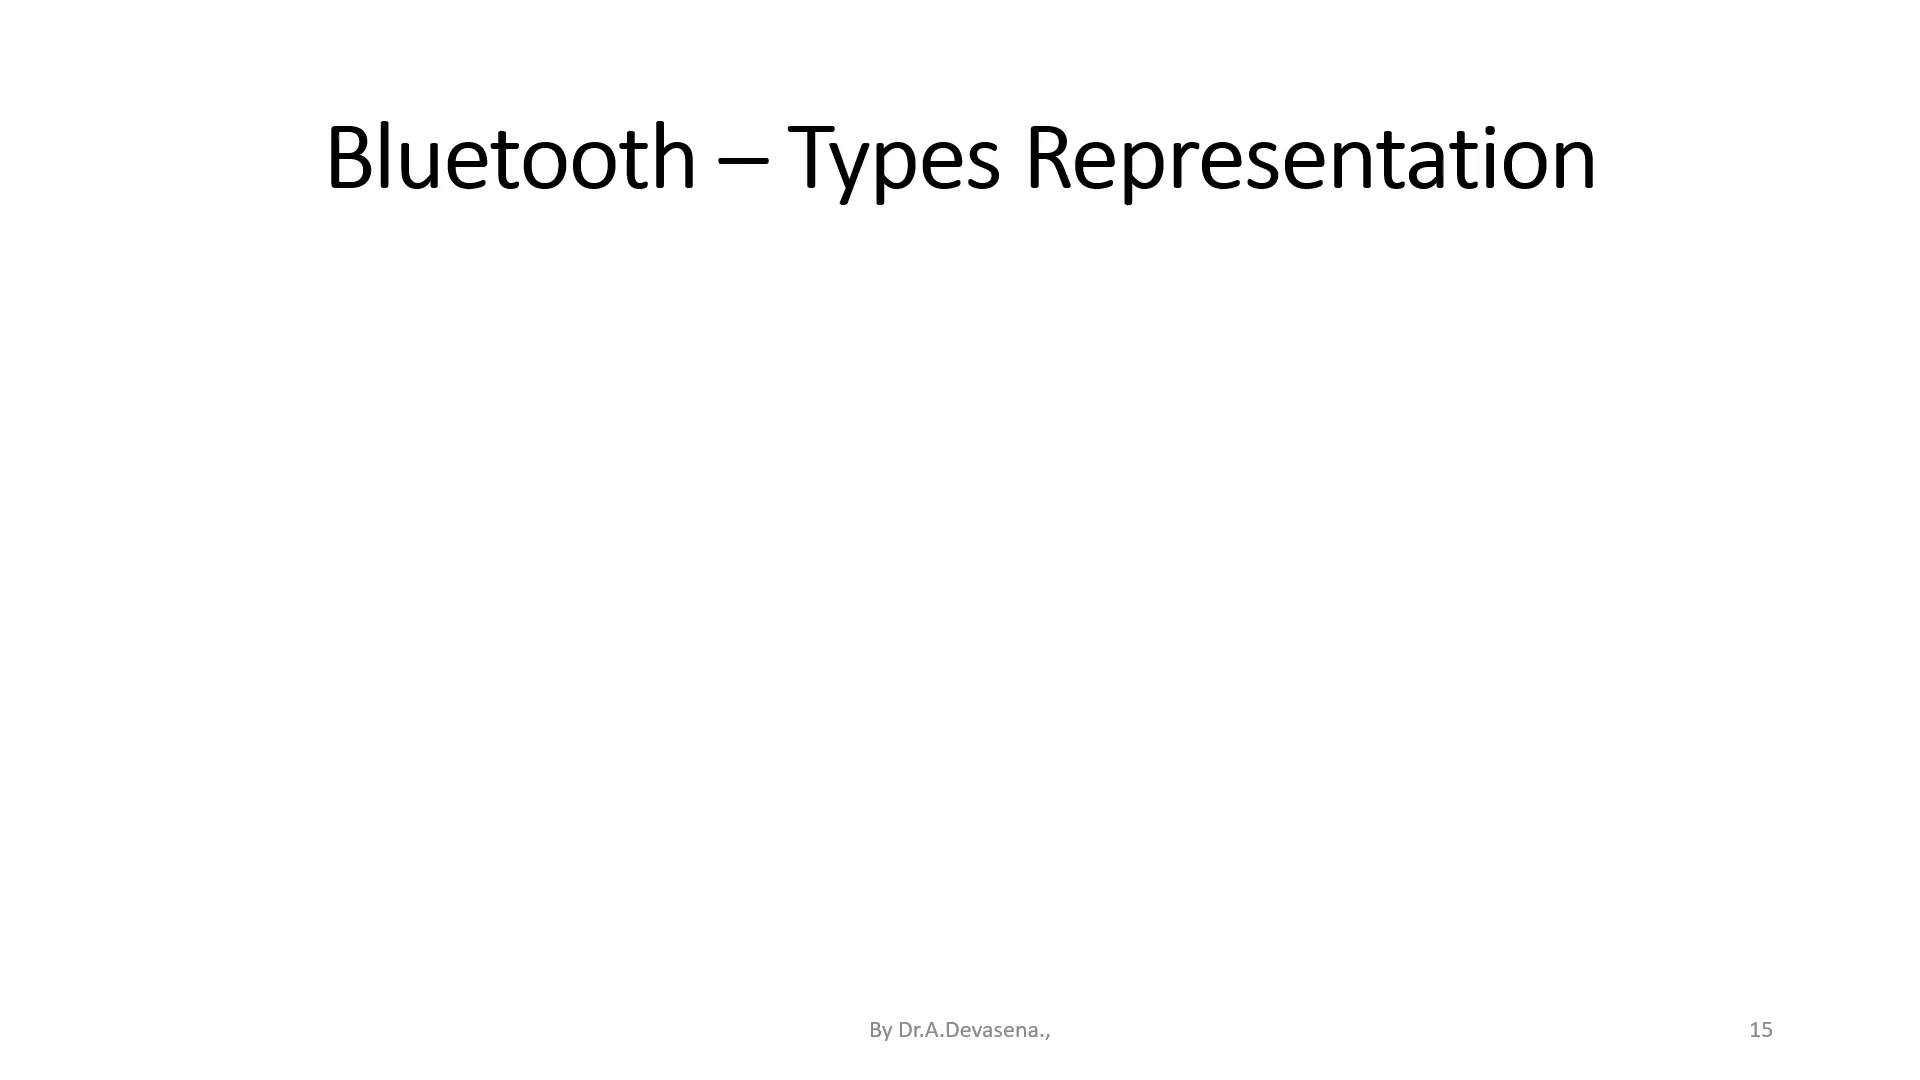 Bluetooth – Types Representation
By Dr.A.Devasena.,
15